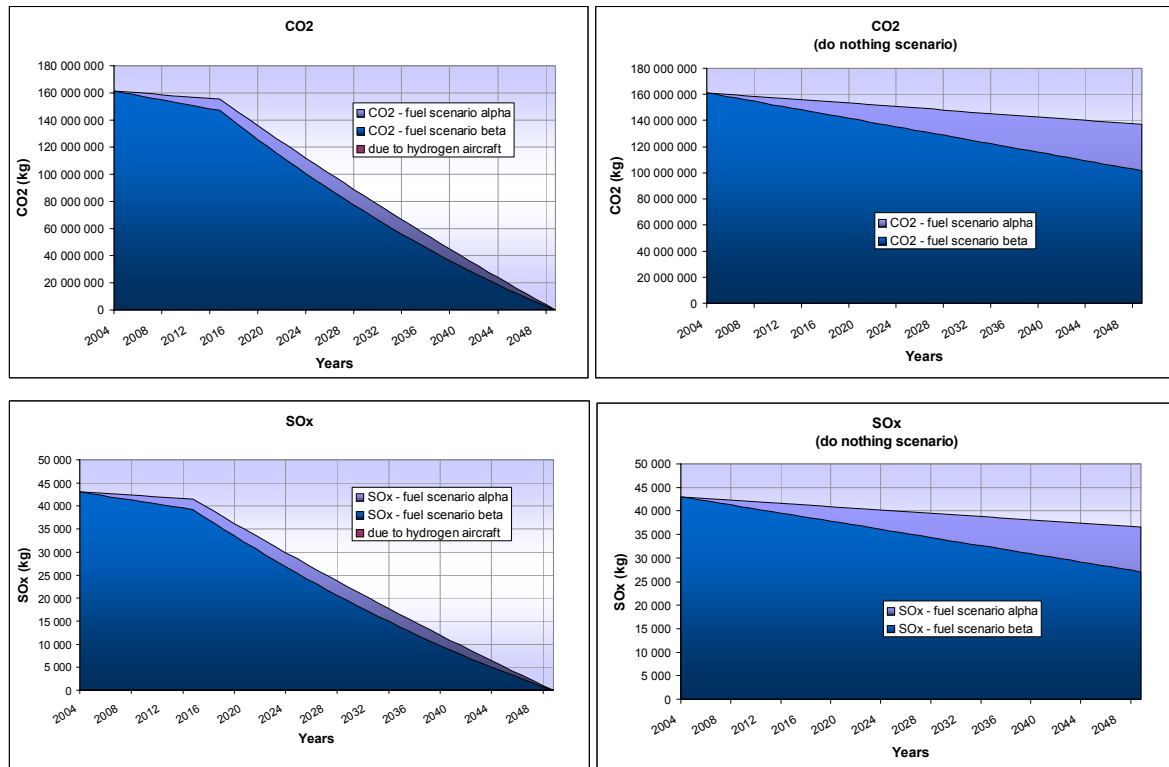 CO2
180 000 000
160 000 000
140 000 000
120 000 000
100 000 000
80 000 000
60 000 000
40 000 000
20 000 000
0
CO2 (kg)
CO2 - fuel scenario alpha
CO2 - fuel scenario beta
due to hydrogen aircraft
2004 2008 2012 2016 2020 2024 2028 2032 2036 2040 2044 2048
Years
CO2
(do nothing scenario)
180 000 000
160 000 000
140 000 000
120 000 000
100 000 000
80 000 000
60 000 000
40 000 000
20 000 000
0
CO2 (kg)
CO2 - fuel scenario alpha
CO2 - fuel scenario beta
2004 2008 2012 2016 2020 2024 2028 2032 2036 2040 2044 2048
Years
SOx
50 000
45 000
40 000
35 000
30 000
25 000
20 000
15 000
10 000
5 000
0
SOx (kg)
SOx - fuel scenario alpha
SOx - fuel scenario beta
due to hydrogen aircraft
2004 2008 2012 2016 2020 2024 2028 2032 2036 2040 2044 2048
Years
SOx
(do nothing scenario)
50 000
45 000
40 000
35 000
30 000
25 000
20 000
15 000
10 000
5 000
0
SOx (kg)
SOx - fuel scenario alpha
SOx - fuel scenario beta
2004 2008 2012 2016 2020 2024 2028 2032 2036 2040 2044 2048
Years